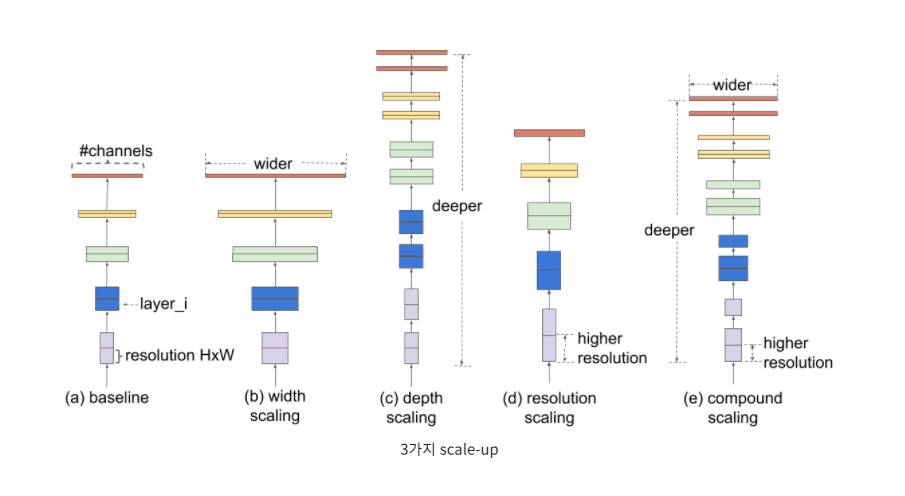 #channels
layer_i
resolution HxW
(a) baseline
wider
(b) width
scaling
deeper
(c) depth
scaling
higher
resolution
(d) resolution
scaling
wider
deeper
higher
resolution
(e) compound
scaling
3가지 scale-up